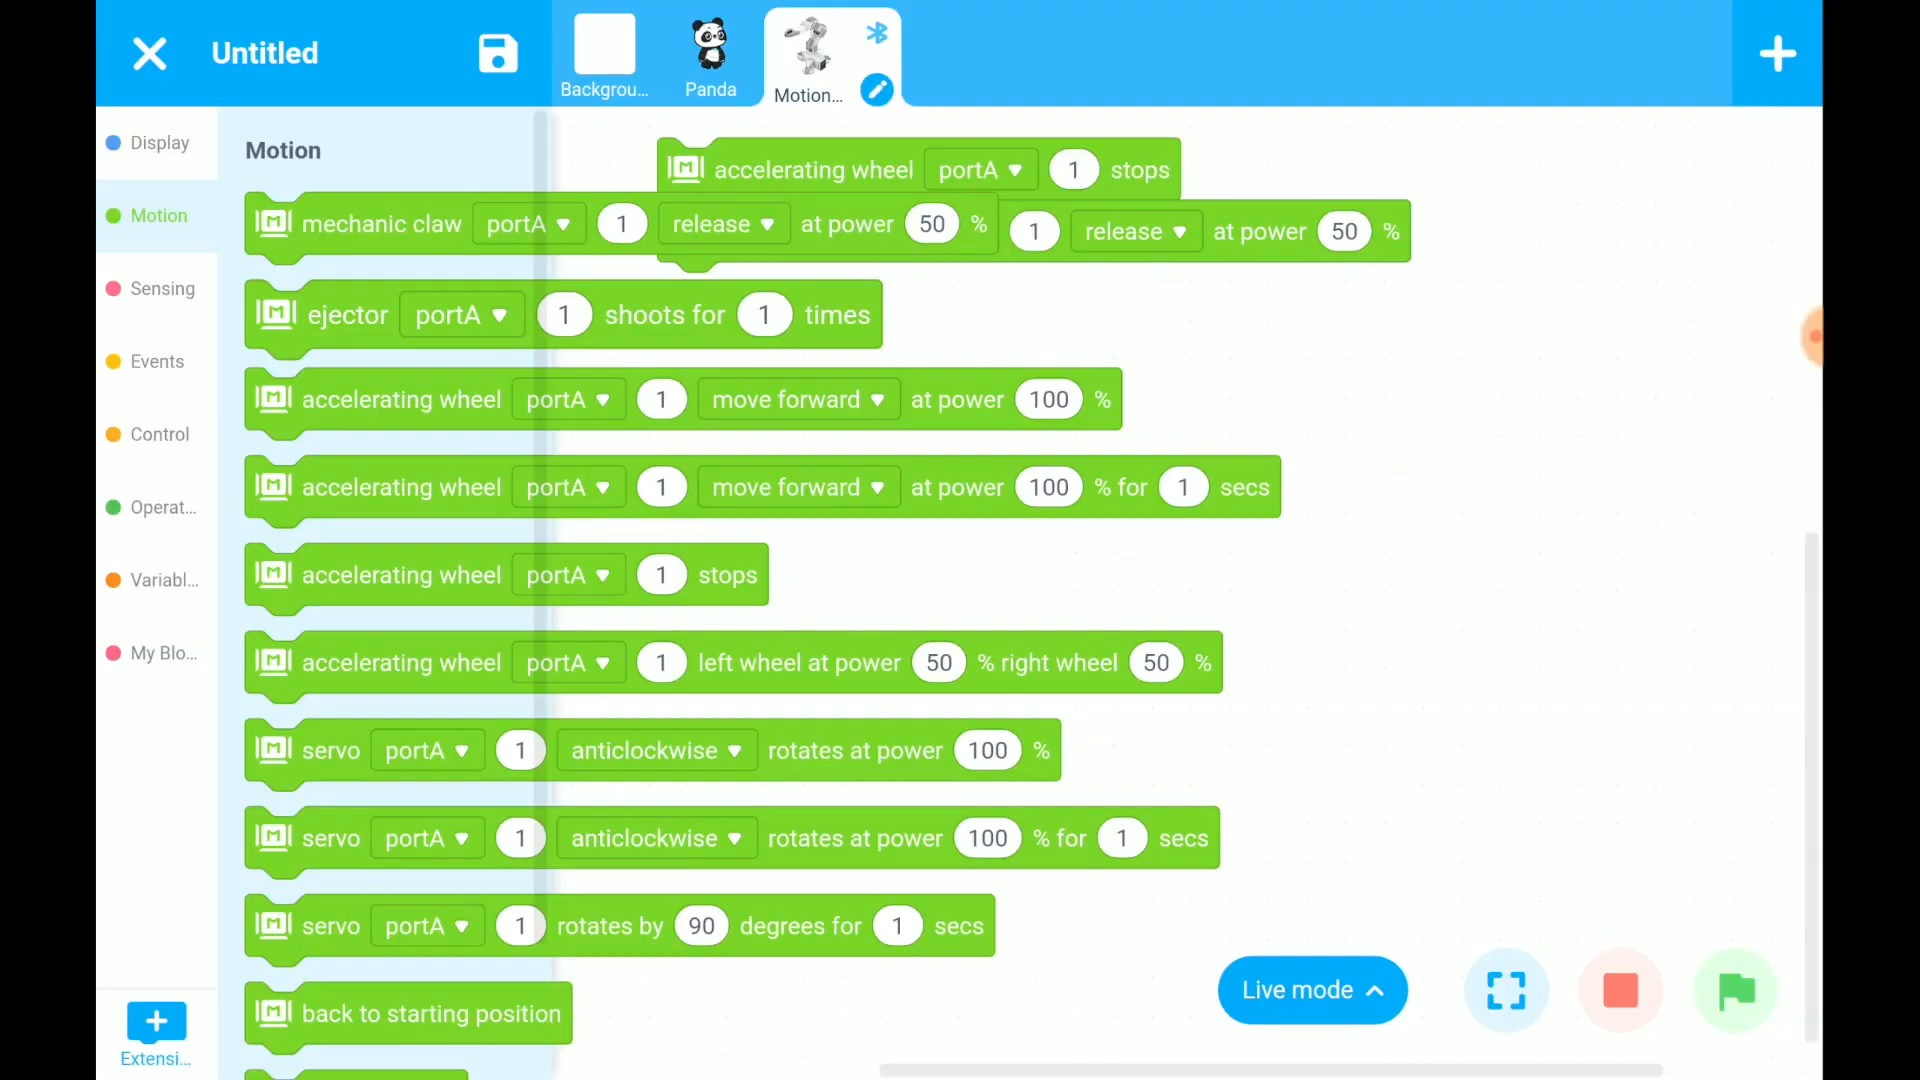 Untitled
Backgrou...
Panda
Motion...
Display
Motion
Sensing
Events
Control
Operat...
Variabl...
My Blo...
Extensi...
Motion
accelerating wheel portA 1 stops
mechanic claw portA 1 release at power 50 %
1 release at power 50 %
ejector portA 1 shoots for 1 times
accelerating wheel portA 1 move forward at power 100 %
accelerating wheel portA 1 move forward at power 100 % for 1 secs
accelerating wheel portA 1 stops
accelerating wheel portA 1 left wheel at power 50 % right wheel 50 %
servo portA 1 anticlockwise rotates at power 100 %
servo portA 1 anticlockwise rotates at power 100 % for 1 secs
servo portA 1 rotates by 90 degrees for 1 secs
back to starting position
Live mode